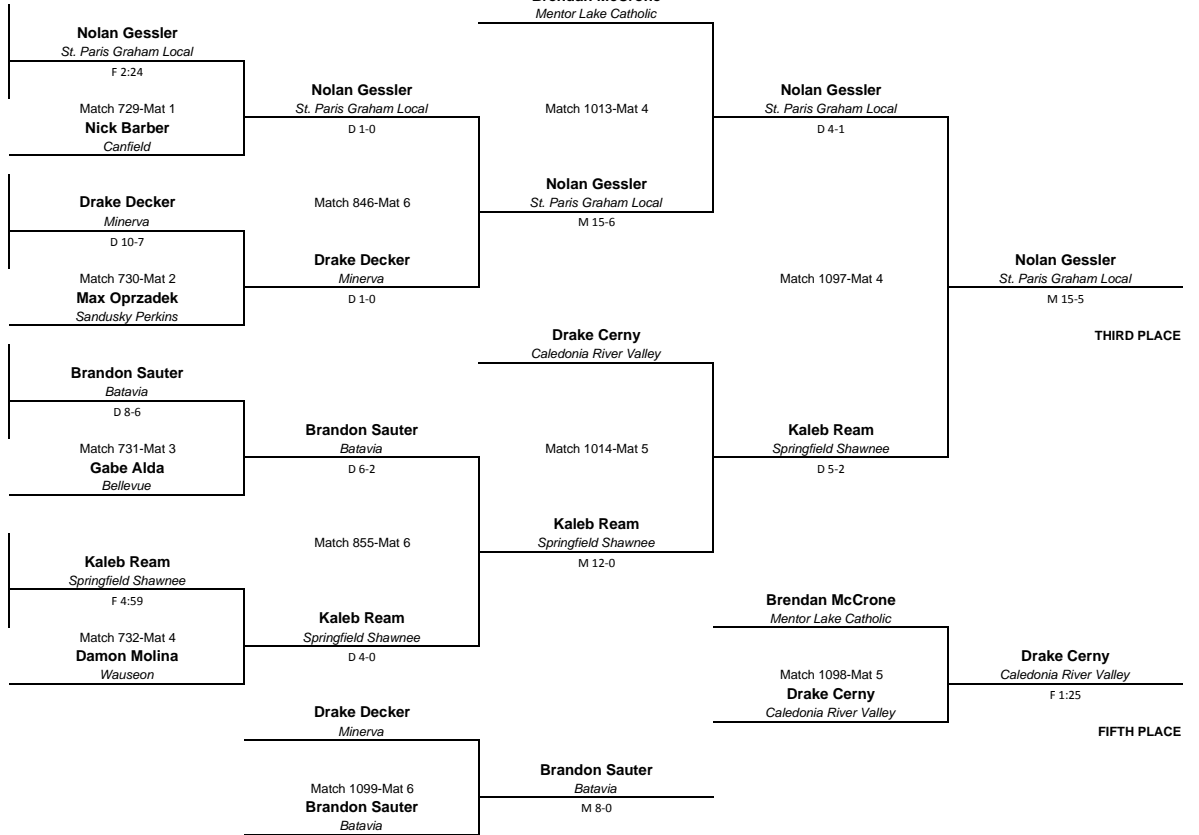 Brendan McCrone
Mentor Lake Catholic
Nolan Gessler
St. Paris Graham Local
F 2:24
Match 729-Mat 1
Nick Barber
Canfield
Nolan Gessler
St. Paris Graham Local
D 1-0
Match 1013-Mat 4
Nolan Gessler
St. Paris Graham Local
D 4-1
Drake Decker
Minerva
D 10-7
Match 730-Mat 2
Max Oprzadek
Sandusky Perkins
Match 846-Mat 6
Drake Decker
Minerva
D 1-0
Nolan Gessler
St. Paris Graham Local
M 15-6
Match 1097-Mat 4
Nolan Gessler
St. Paris Graham Local
M 15-5
THIRD PLACE
Brandon Sauter
Batavia
D 8-6
Match 731-Mat 3
Gabe Alda
Bellevue
Brandon Sauter
Batavia
D 6-2
Drake Cerny
Caledonia River Valley
Match 1014-Mat 5
Kaleb Ream
Springfield Shawnee
D 5-2
Kaleb Ream
Springfield Shawnee
F 4:59
Match 732-Mat 4
Damon Molina
Wauseon
Match 855-Mat 6
Kaleb Ream
Springfield Shawnee
D 4-0
Kaleb Ream
Springfield Shawnee
M 12-0
Brendan McCrone
Mentor Lake Catholic
Match 1098-Mat 5
Drake Cerny
Caledonia River Valley
Drake Cerny
Caledonia River Valley
F 1:25
FIFTH PLACE
Drake Decker
Minerva
Match 1099-Mat 6
Brandon Sauter
Batavia
Brandon Sauter
Batavia
M 8-0